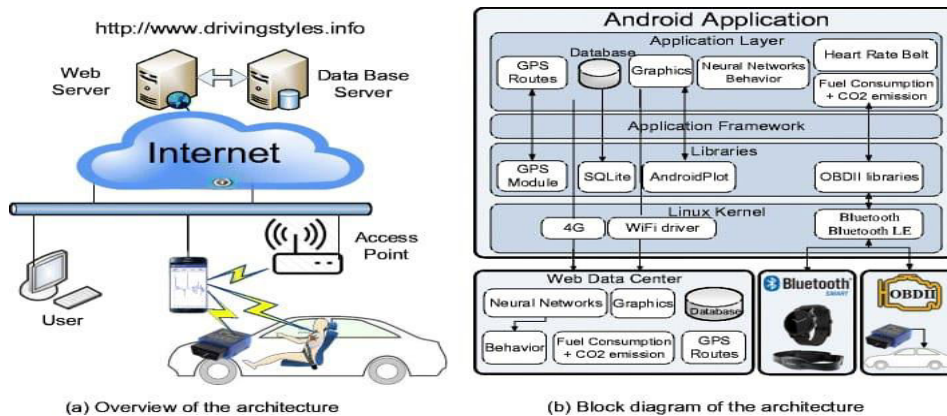 http://www.drivingstyles.info
Web
Server
Data Base
Server
Internet
Access
Point
User
(a) Overview of the architecture
Android Application
Application Layer
GPS
Routes
Database
Graphics
Neural Networks
Behavior
Heart Rate Belt
Fuel Consumption
+ CO2 emission
Application Framework
Libraries
GPS
Module
SQLite
AndroidPlot
OBDII libraries
Linux Kernel
4G
WiFi driver
Bluetooth
Bluetooth LE
Web Data Center
Neural Networks
Graphics
Database
Behavior
Fuel Consumption
+ CO2 emission
GPS
Routes
Bluetooth
SMART
OBDII
(b) Block diagram of the architecture